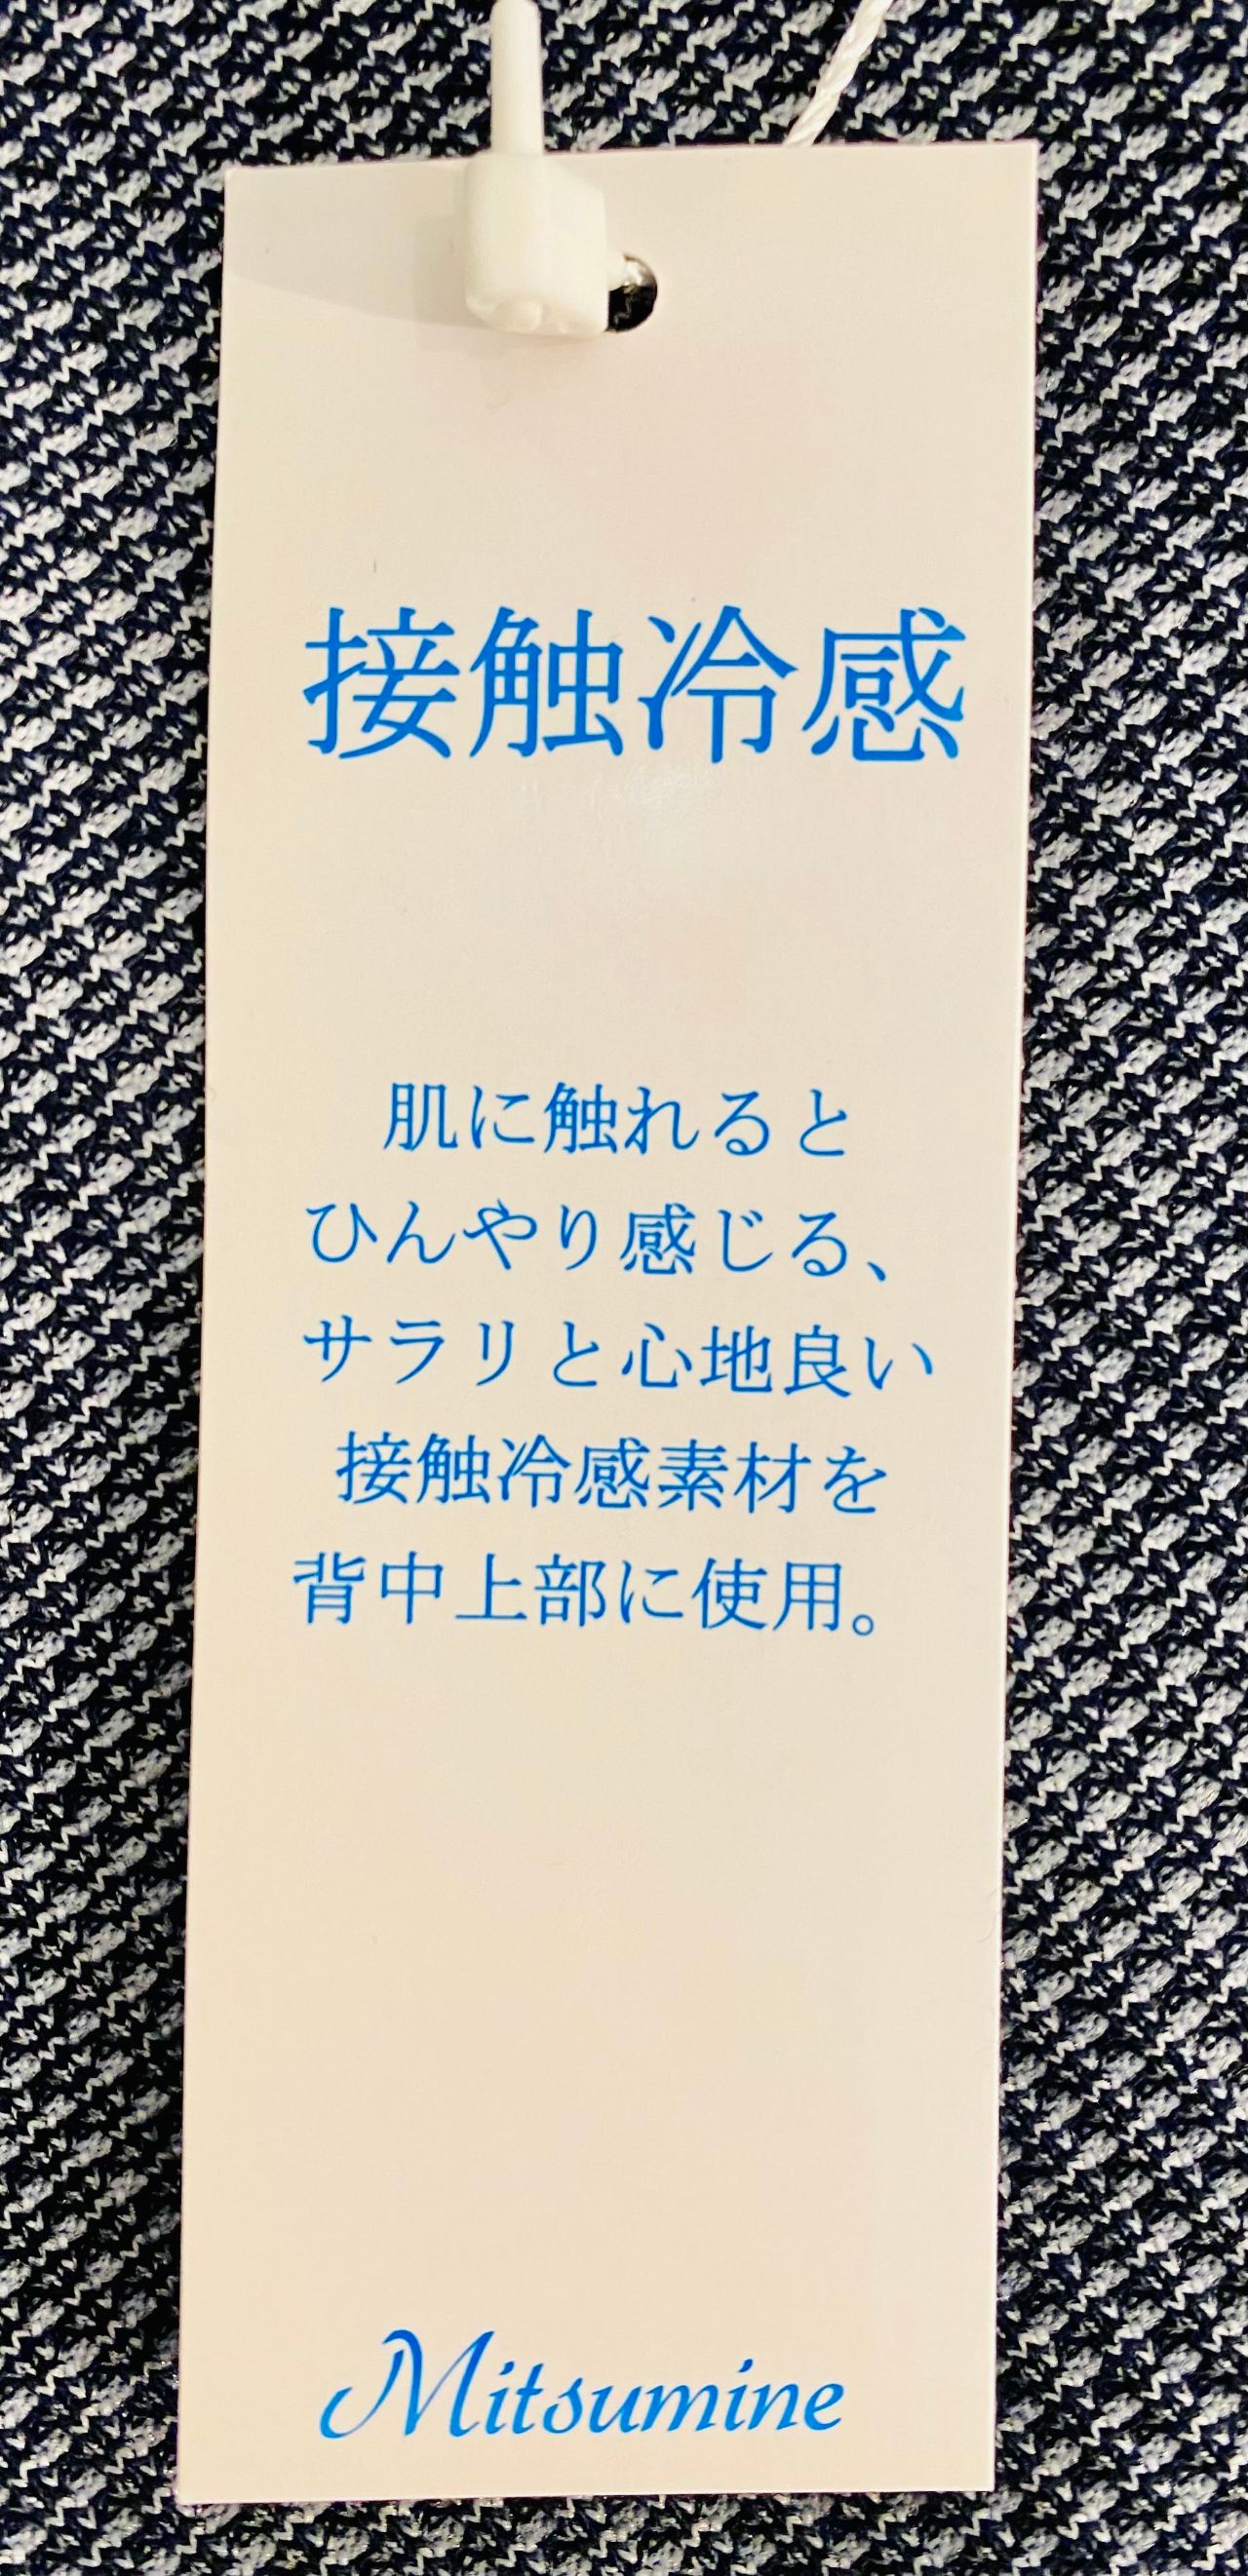 接触冷感
肌に触れると
ひんやり感じる、
サラリと心地良い
接触冷感素材を
背中上部に使用。
Mitsumine